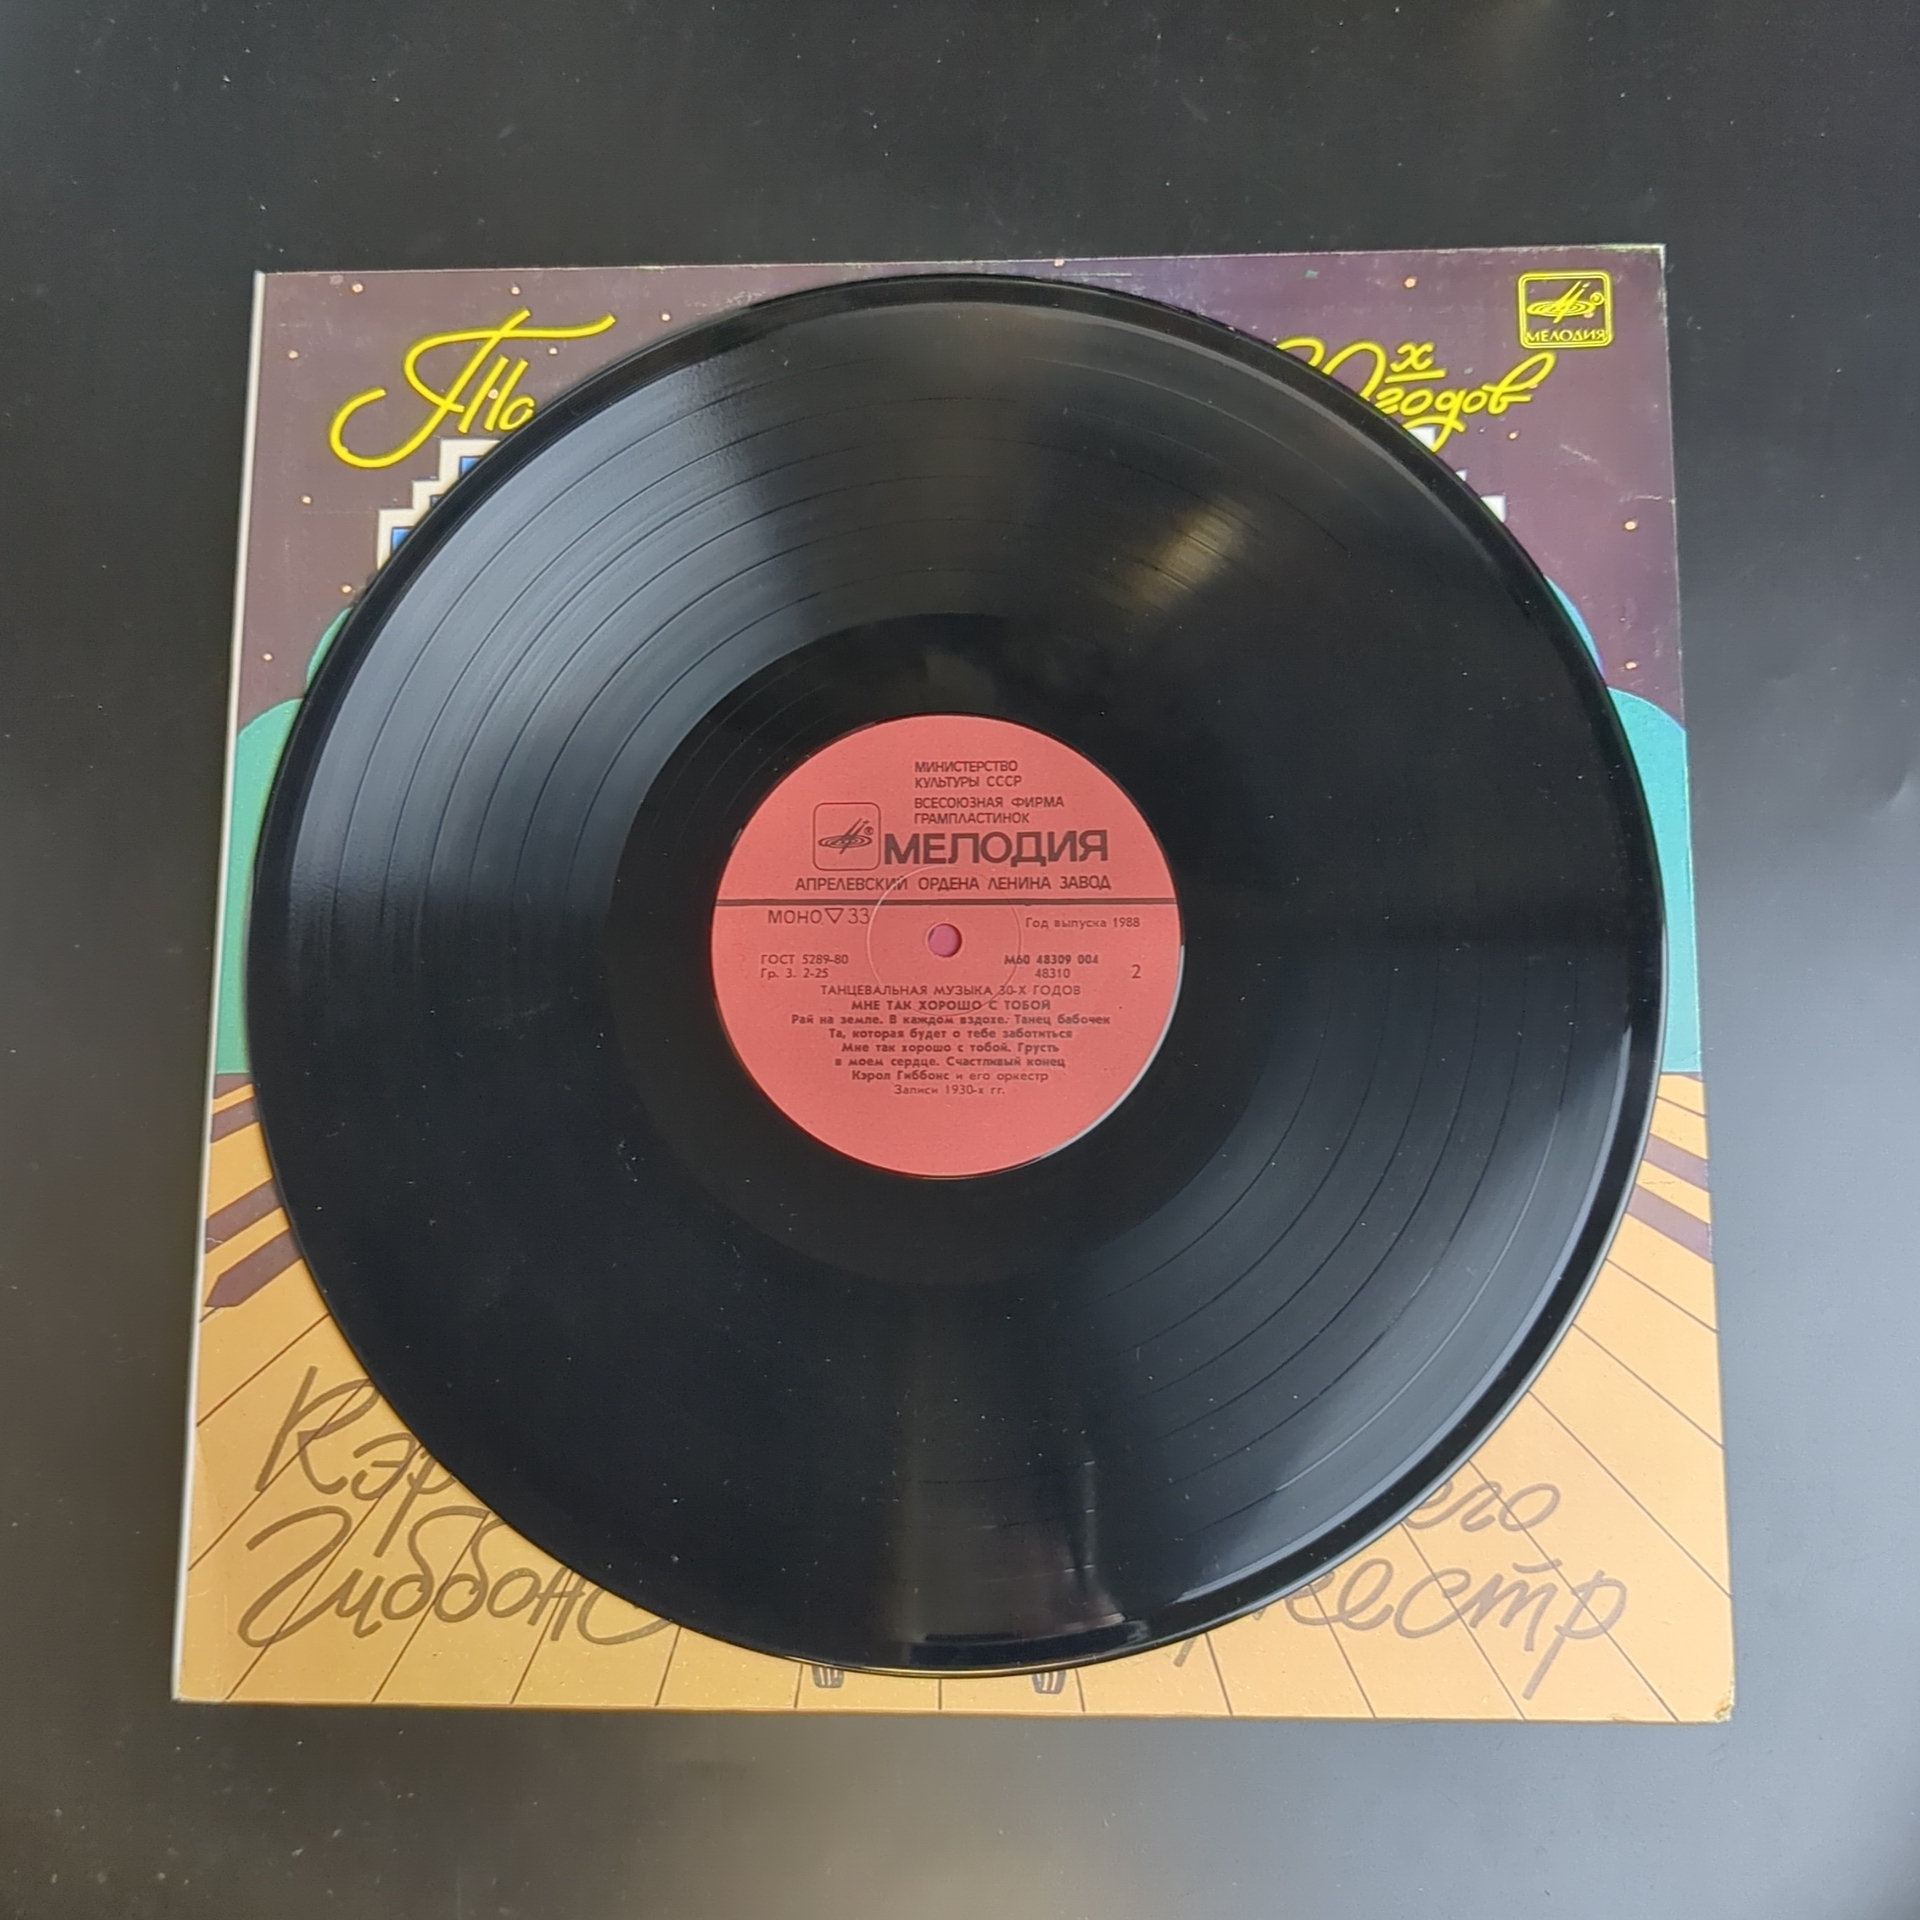 30х годов
МЕЛОДИЯ
МИНИСТЕРСТВО
КУЛЬТУРЫ СССР
ВСЕСОЮЗНАЯ ФИРМА
ГРАМПЛАСТИНОК
МЕЛОДИЯ
АПРЕЛЕВСКИЙ ОРДЕНА ЛЕНИНА ЗАВОД
МОНО ▽ 33
Год выпуска 1988
ГОСТ 5289-80
Гр. 3. 2-25
М60 48309 004
48310
2
ТАНЦЕВАЛЬНАЯ МУЗЫКА 30-Х ГОДОВ
МНЕ ТАК ХОРОШО С ТОБОЙ
Рай на земле. В каждом вздохе. Танец бабочек
Та, которая будет о тебе заботиться
Мне так хорошо с тобой. Грусть
в моем сердце. Счастливый конец
Кэрол Гиббонс и его оркестр
Записи 1930-х гг.
его
Гиббонс